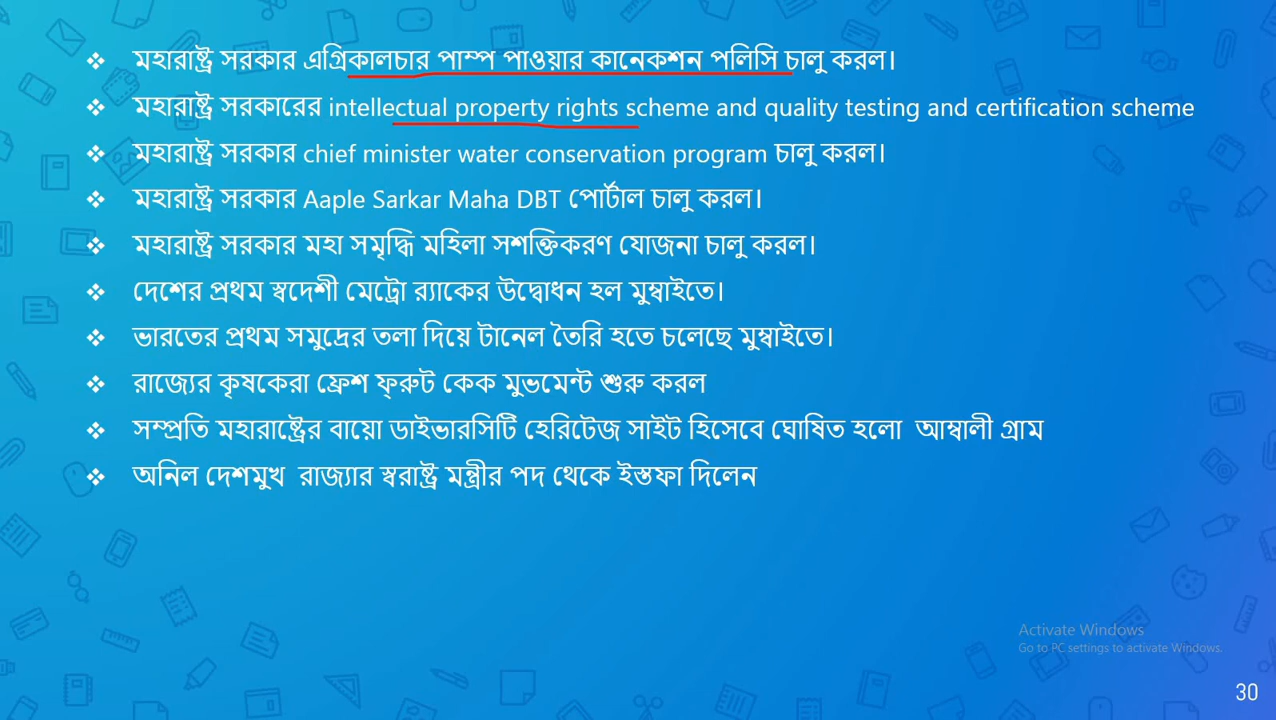 ❖ মহারাষ্ট্র সরকার এগ্রিকালচার পাম্প পাওয়ার কানেকশন পলিসি চালু করল।
❖ মহারাষ্ট্র সরকারের intellectual property rights scheme and quality testing and certification scheme
❖ মহারাষ্ট্র সরকার chief minister water conservation program চালু করল।
❖ মহারাষ্ট্র সরকার Aaple Sarkar Maha DBT পোর্টাল চালু করল।
❖ মহারাষ্ট্র সরকার মহা সমৃদ্ধি মহিলা সশক্তিকরণ যোজনা চালু করল।
❖ দেশের প্রথম স্বদেশী মেট্রো র‍্যাকের উদ্বোধন হল মুম্বাইতে।
❖ ভারতের প্রথম সমুদ্রের তলা দিয়ে টানেল তৈরি হতে চলেছে মুম্বাইতে।
❖ রাজ্যের কৃষকেরা ফ্রেশ ফ্রুট কেক মুভমেন্ট শুরু করল
❖ সম্প্রতি মহারাষ্ট্রের বায়ো ডাইভারসিটি হেরিটেজ সাইট হিসেবে ঘোষিত হলো আম্বালী গ্রাম
❖ অনিল দেশমুখ রাজ্যার স্বরাষ্ট্র মন্ত্রীর পদ থেকে ইস্তফা দিলেন
Activate Windows
Go to PC settings to activate Windows.
30